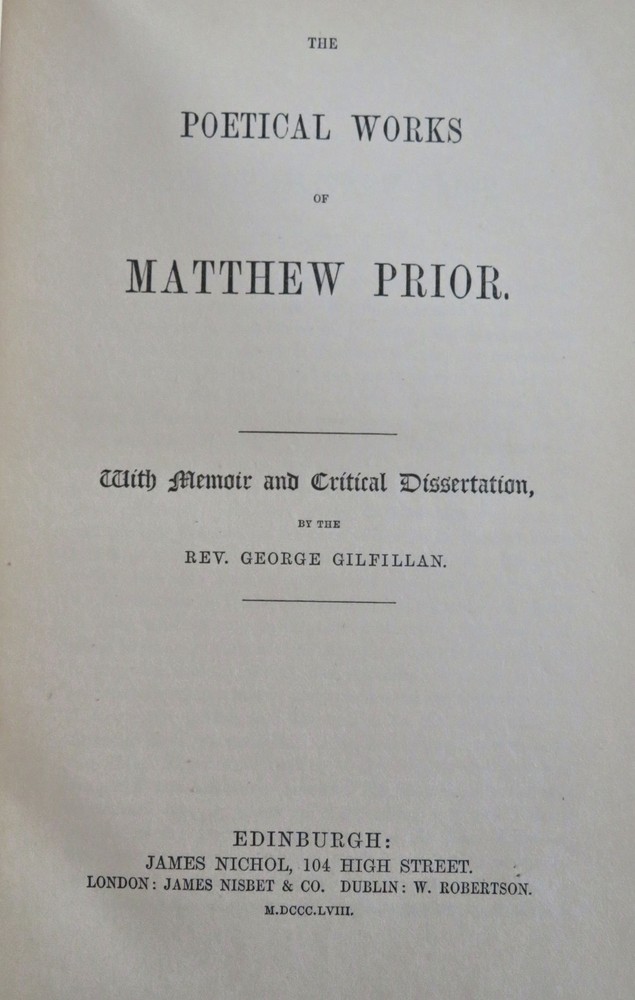 THE
POETICAL WORKS
OF
MATTHEW PRIOR.
With Memoir and Critical Dissertation,
BY THE
REV. GEORGE GILFILLAN.
EDINBURGH:
JAMES NICHOL, 104 HIGH STREET.
LONDON: JAMES NISBET & CO. DUBLIN: W. ROBERTSON.
M.DCCC.LVIII.